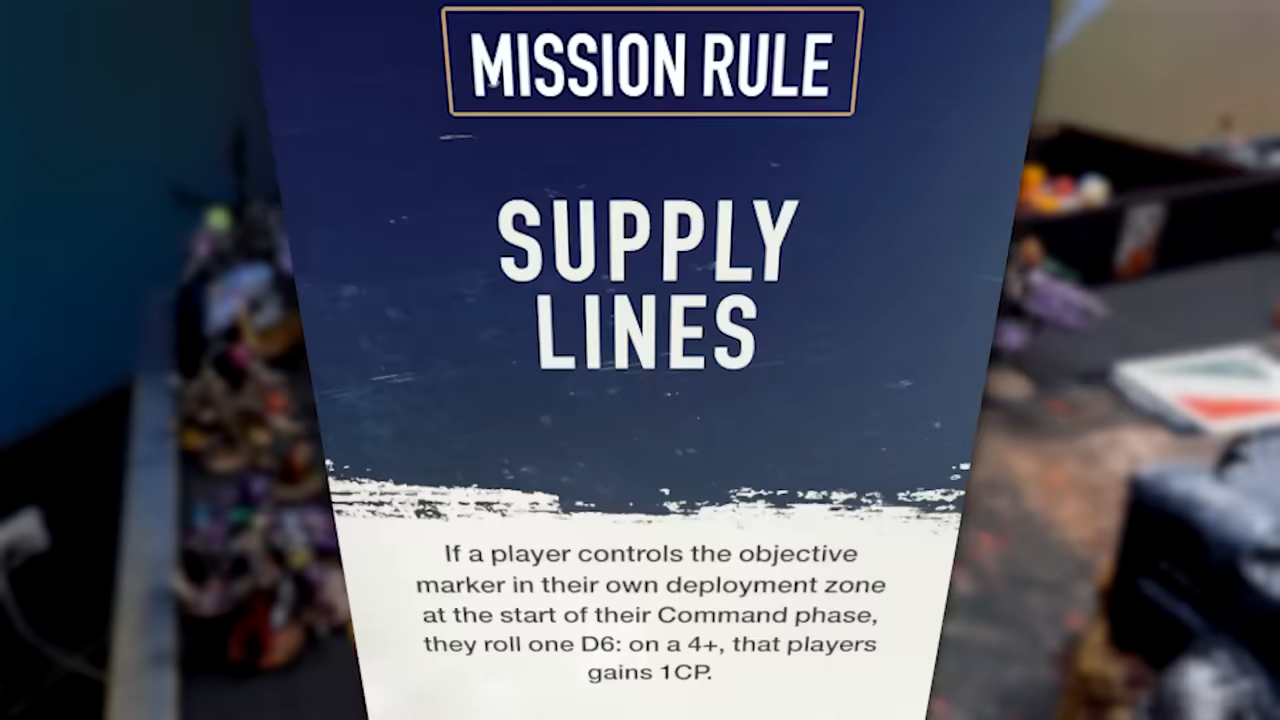 MISSION RULE
SUPPLY
LINES
If a player controls the objective
marker in their own deployment zone
at the start of their Command phase,
they roll one D6: on a 4+, that players
gains 1CP.